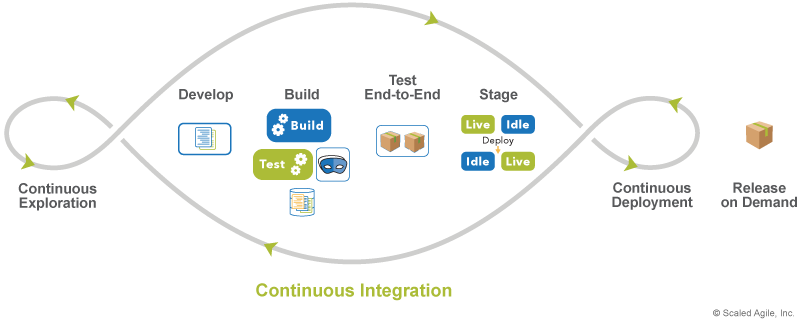 Develop
Build
Test
End-to-End
Stage
Build
Test
Live
Idle
Deploy
Idle
Live
Continuous
Exploration
Continuous
Deployment
Release
on Demand
Continuous Integration
© Scaled Agile, Inc.